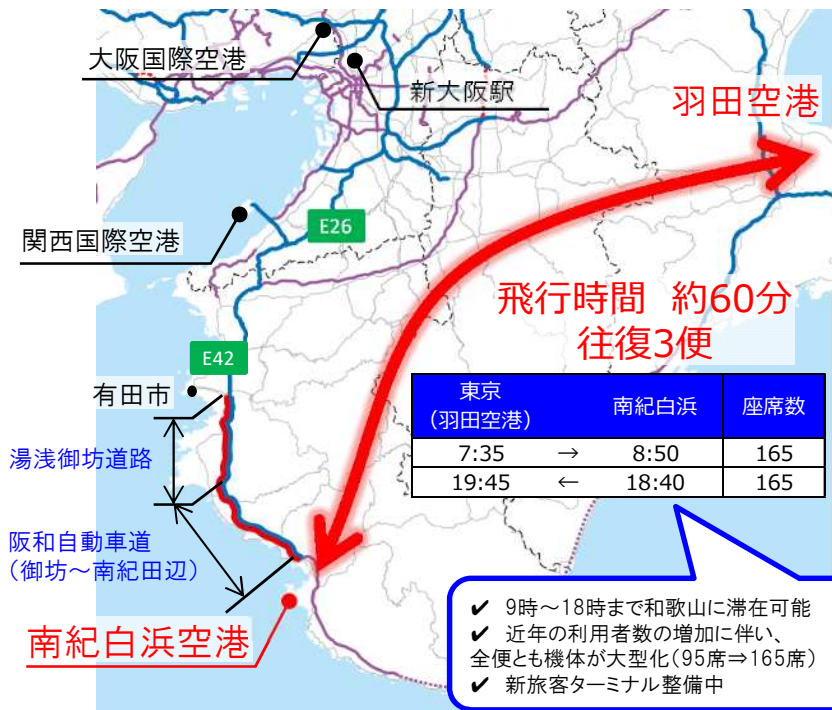 大阪国際空港
新大阪駅
羽田空港
関西国際空港
E26
飛行時間 約60分
往復3便
E42
有田市
東京
(羽田空港) 南紀白浜 座席数
7:35 → 8:50 165
19:45 ← 18:40 165
湯浅御坊道路
阪和自動車道
(御坊～南紀田辺)
南紀白浜空港
✔ 9時～18時まで和歌山に滞在可能
✔ 近年の利用者数の増加に伴い、
全便とも機体が大型化(95席⇒165席)
✔ 新旅客ターミナル整備中